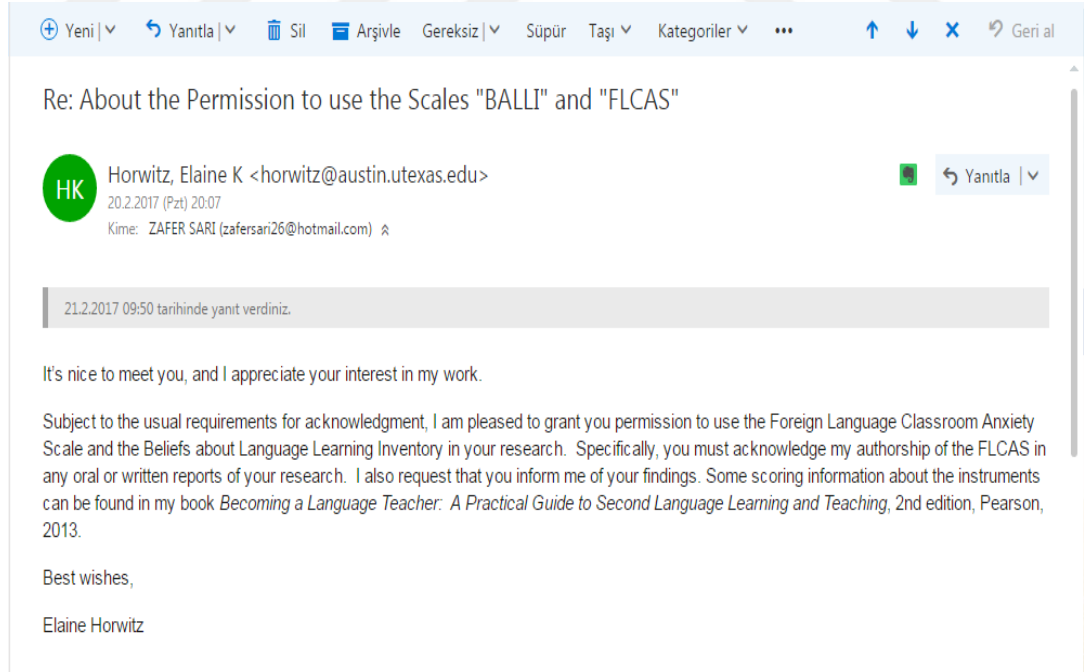 Yeni | Yanıtla | Sil Arşivle Gereksiz | Süpür Taşı Kategoriler ••• Geri al
Re: About the Permission to use the Scales "BALLI" and "FLCAS"
HK
Horwitz, Elaine K <horwitz@austin.utexas.edu>
Yanıtla |
20.2.2017 (Pzt) 20:07
Kime: ZAFER SARI (zafersari26@hotmail.com)
21.2.2017 09:50 tarihinde yanıt verdiniz.
It's nice to meet you, and I appreciate your interest in my work.
Subject to the usual requirements for acknowledgment, I am pleased to grant you permission to use the Foreign Language Classroom Anxiety
Scale and the Beliefs about Language Learning Inventory in your research. Specifically, you must acknowledge my authorship of the FLCAS in
any oral or written reports of your research. I also request that you inform me of your findings. Some scoring information about the instruments
can be found in my book Becoming a Language Teacher: A Practical Guide to Second Language Learning and Teaching, 2nd edition, Pearson,
2013.
Best wishes,
Elaine Horwitz